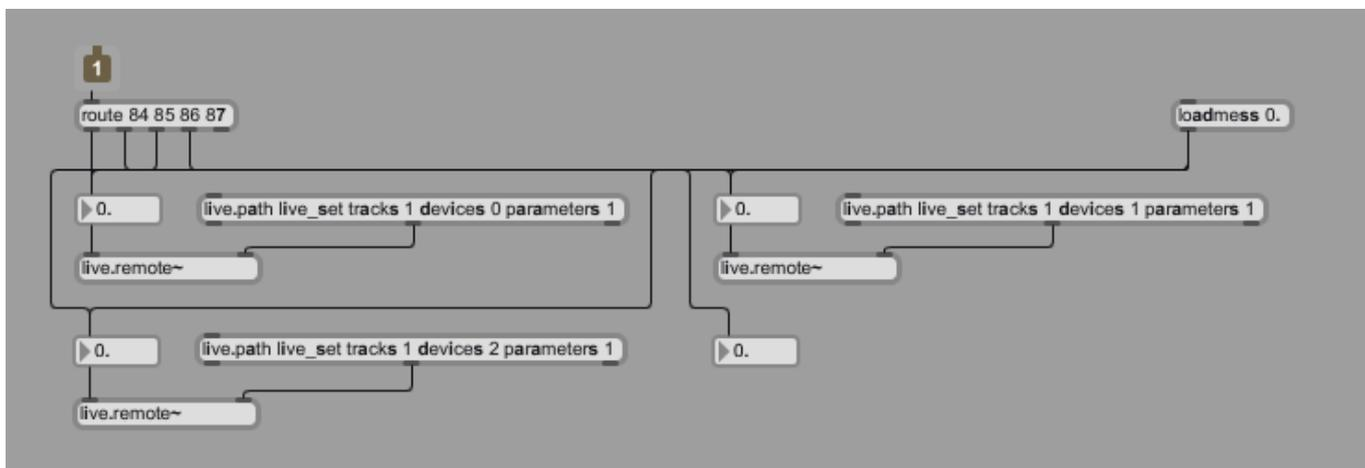 1
route 84 85 86 87
loadmess 0.
0.
live.path live_set tracks 1 devices 0 parameters 1
0.
live.path live_set tracks 1 devices 1 parameters 1
live.remote~
live.remote~
0.
live.path live_set tracks 1 devices 2 parameters 1
0.
live.remote~